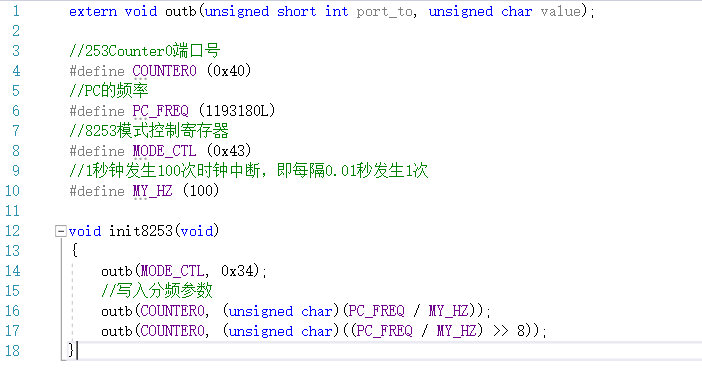 1 extern void outb(unsigned short int port_to, unsigned char value);
2
3 //253Counter0端口号
4 #define COUNTER0 (0x40)
5 //PC的频率
6 #define PC_FREQ (1193180L)
7 //8253模式控制寄存器
8 #define MODE_CTL (0x43)
9 //1秒钟发生100次时钟中断，即每隔0.01秒发生1次
10 #define MY_HZ (100)
11
12 void init8253(void)
13 {
14 outb(MODE_CTL, 0x34);
15 //写入分频参数
16 outb(COUNTER0, (unsigned char)(PC_FREQ / MY_HZ));
17 outb(COUNTER0, (unsigned char)((PC_FREQ / MY_HZ) >> 8));
18 }